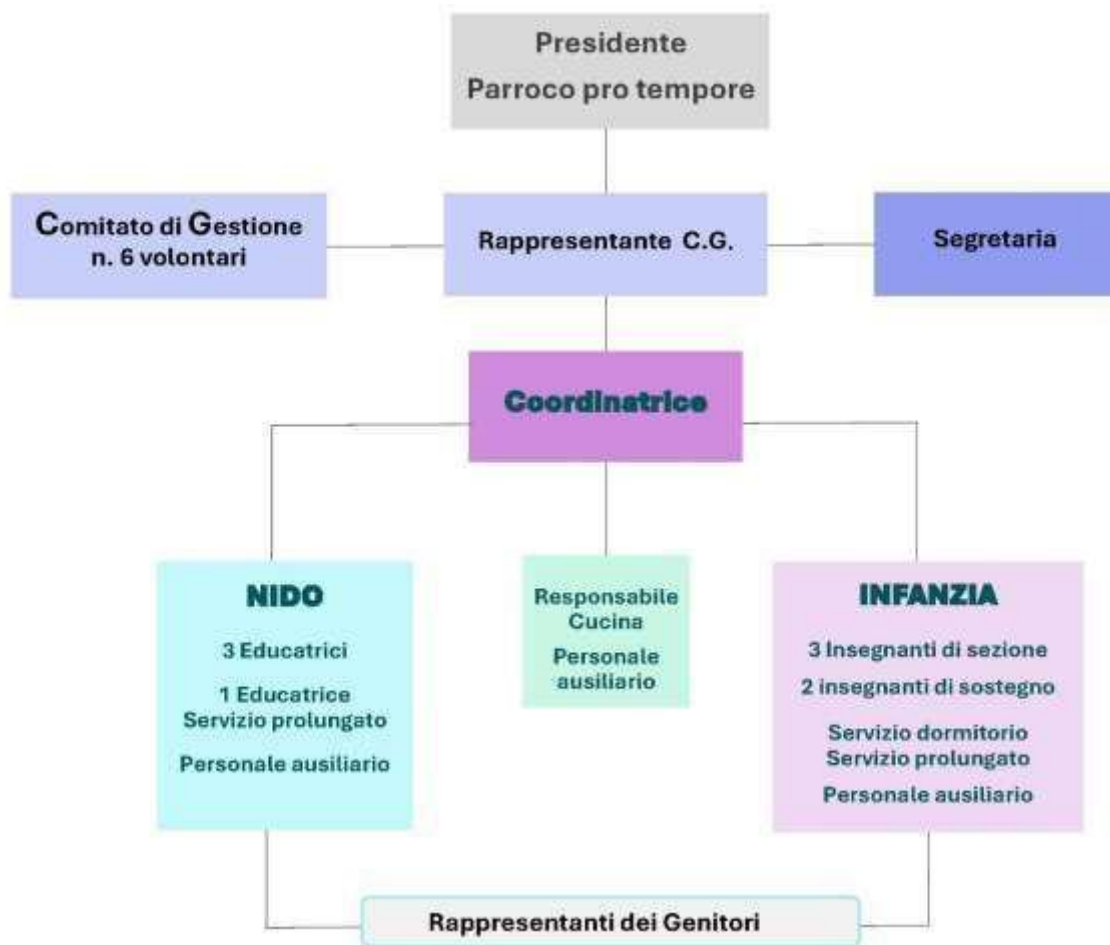 Presidente
Parroco pro tempore
Comitato di Gestione
n. 6 volontari
Rappresentante C.G.
Segretaria
Coordinatrice
NIDO
3 Educatrici
1 Educatrice
Servizio prolungato
Personale ausiliario
Responsabile
Cucina
Personale
ausiliario
INFANZIA
3 Insegnanti di sezione
2 insegnanti di sostegno
Servizio dormitorio
Servizio prolungato
Personale ausiliario
Rappresentanti dei Genitori